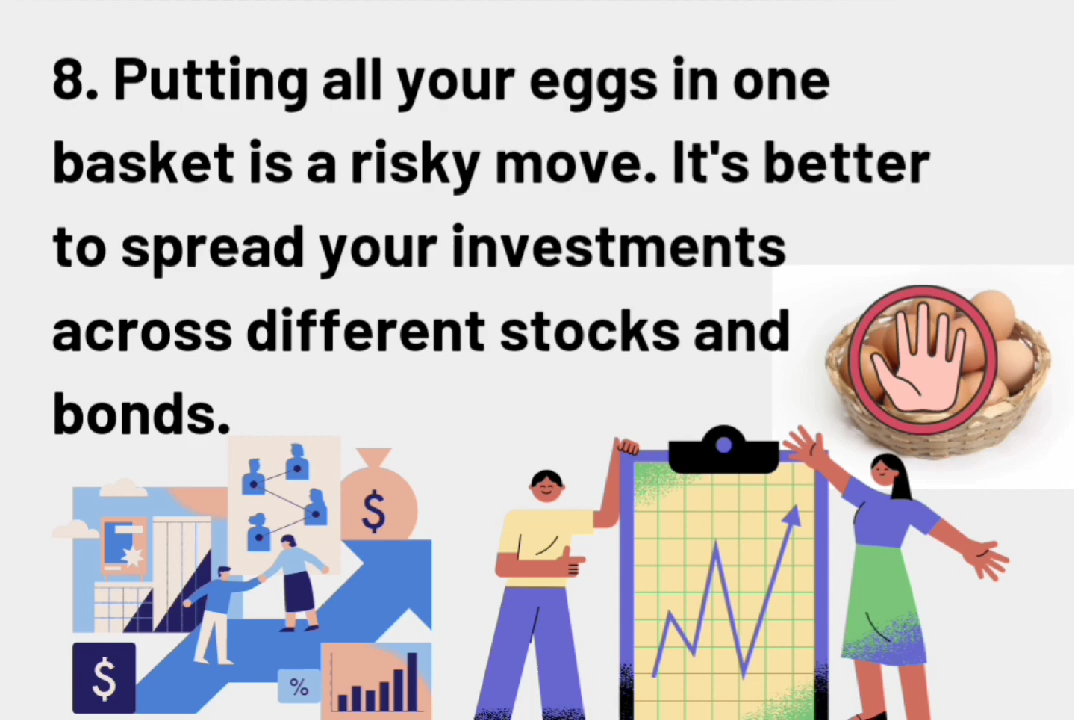 8. Putting all your eggs in one
basket is a risky move. It's better
to spread your investments
across different stocks and
bonds.
$
$
%